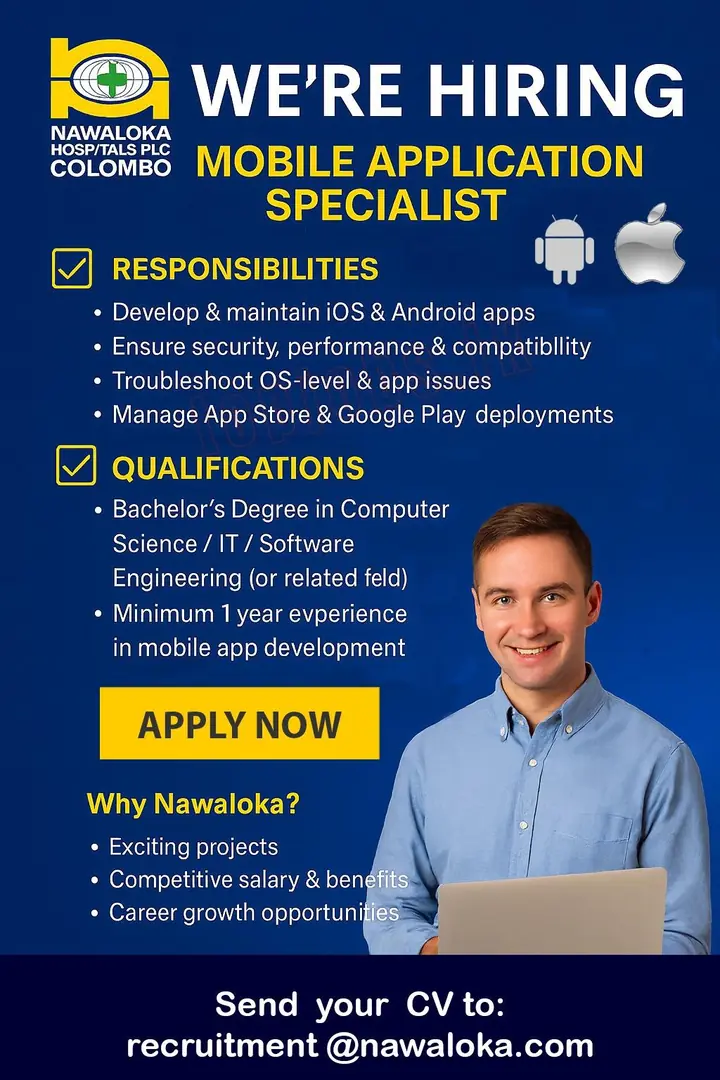 NAWALOKA
HOSP/TALS PLC
COLOMBO
WE'RE HIRING
MOBILE APPLICATION
SPECIALIST
RESPONSIBILITIES
• Develop & maintain iOS & Android apps
• Ensure security, performance & compatibllity
• Troubleshoot OS-level & app issues
• Manage App Store & Google Play deployments
QUALIFICATIONS
• Bachelor's Degree in Computer
Science / IT / Software
Engineering (or related feld)
• Minimum 1 year evperience
in mobile app development
APPLY NOW
Why Nawaloka?
• Exciting projects
• Competitive salary & benefits
• Career growth opportunities
Send your CV to:
recruitment @nawaloka.com